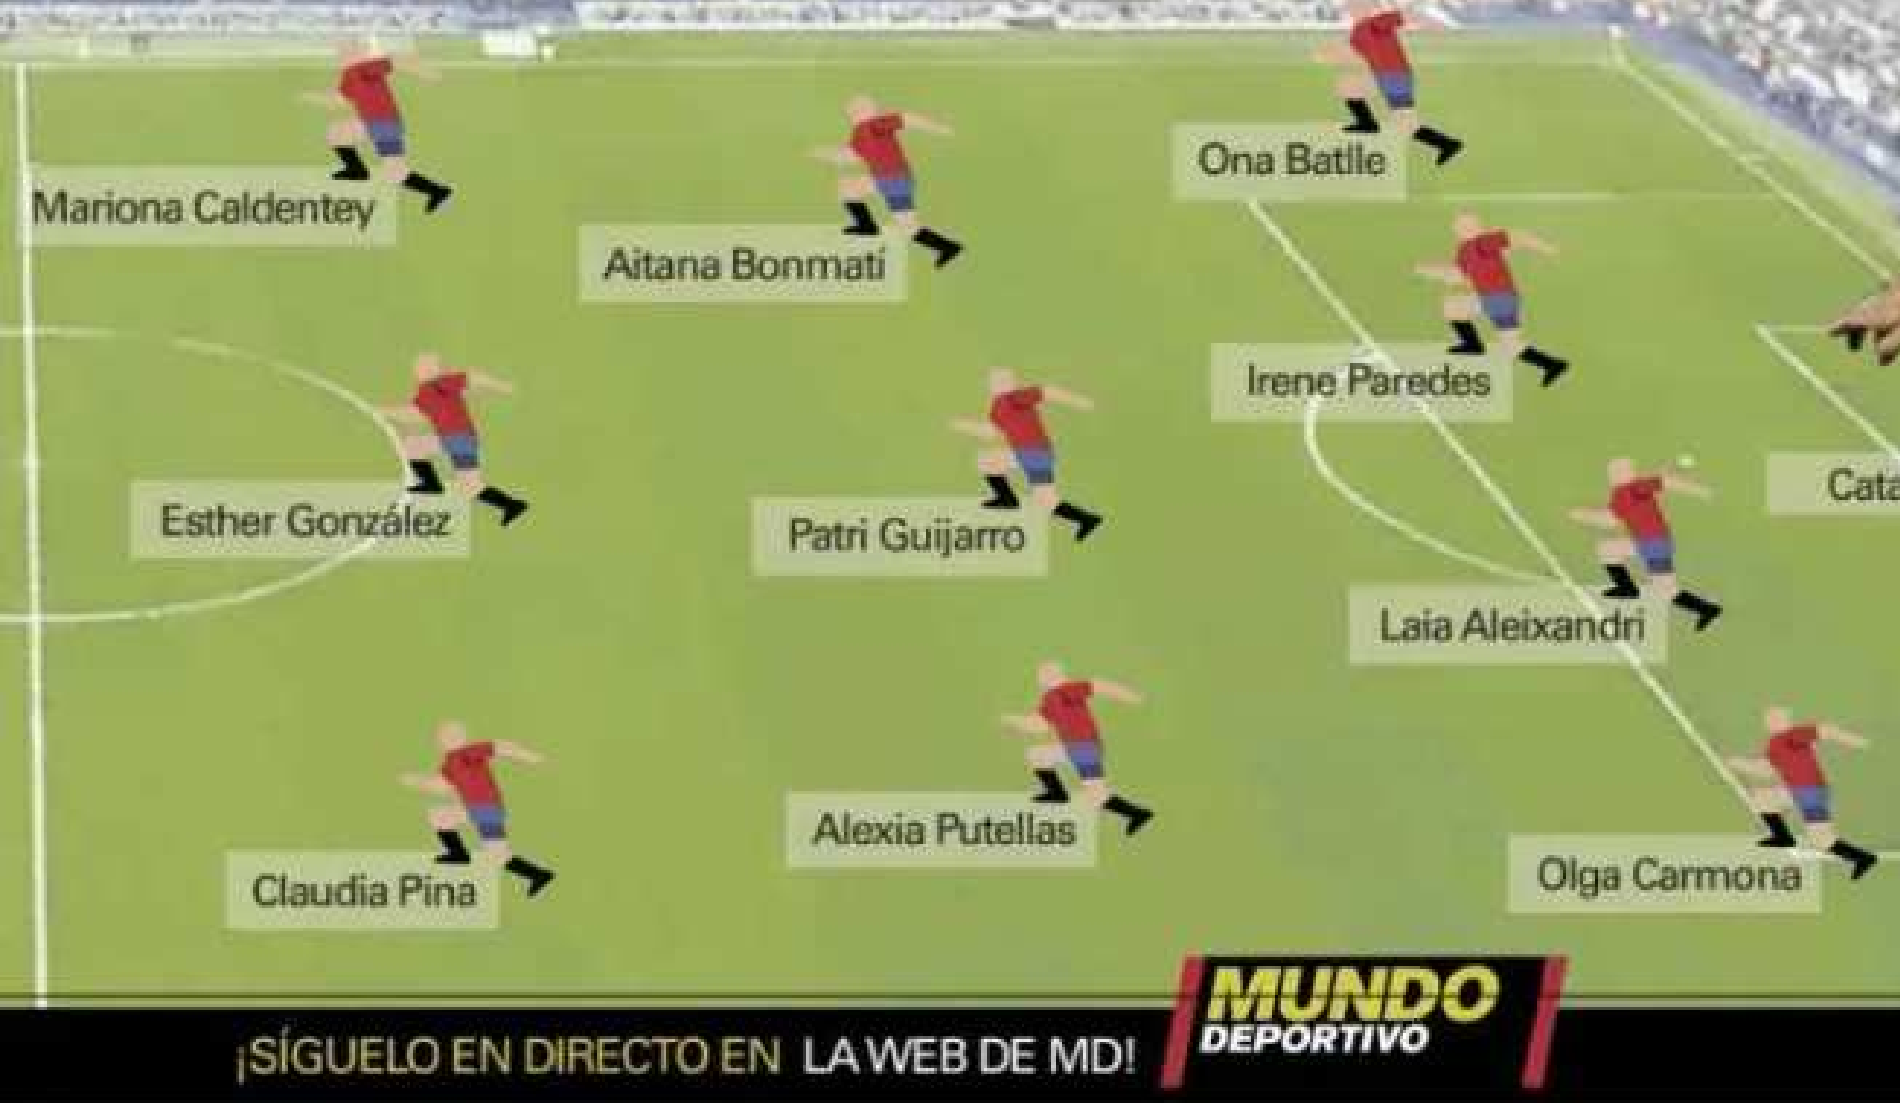 Ona Batlle
Mariona Caldentey
Aitana Bonmatí
Irene Paredes
Cata
Esther González
Patri Guijarro
Laia Aleixandri
Alexia Putellas
Olga Carmona
Claudia Pina
MUNDO
DEPORTIVO
¡SÍGUELO EN DIRECTO EN LA WEB DE MD!